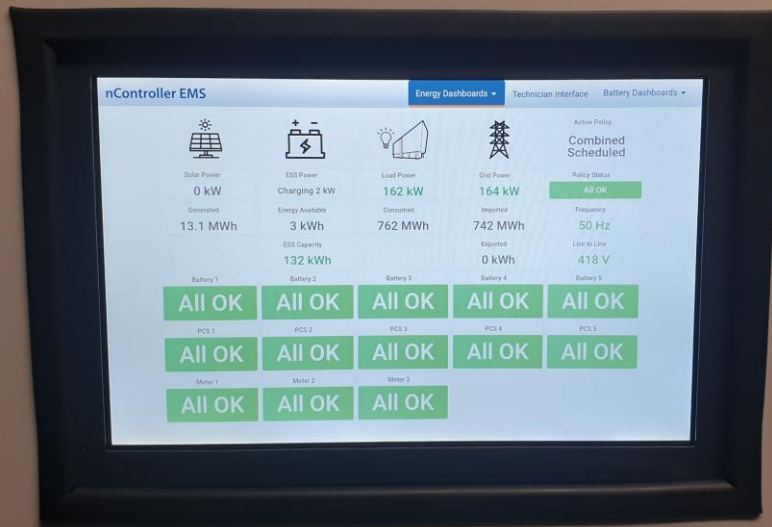 nController EMS
Energy Dashboards
Technician Interface
Battery Dashboards
Solar Power
ESS Power
Load Power
Grid Power
Active Policy
Combined
Scheduled
0 kW
Charging 2 kW
162 kW
164 kW
Policy Status
All OK
Generated
Energy Available
Consumed
Imported
Frequency
13.1 MWh
3 kWh
762 MWh
742 MWh
50 Hz
ESS Capacity
Exported
Line to Line
132 kWh
0 kWh
418 V
Battery 1
Battery 2
Battery 3
Battery 4
Battery 5
All OK
All OK
All OK
All OK
All OK
PCS 1
PCS 2
PCS 3
PCS 4
PCS 5
All OK
All OK
All OK
All OK
All OK
Meter 1
Meter 2
Meter 3
All OK
All OK
All OK